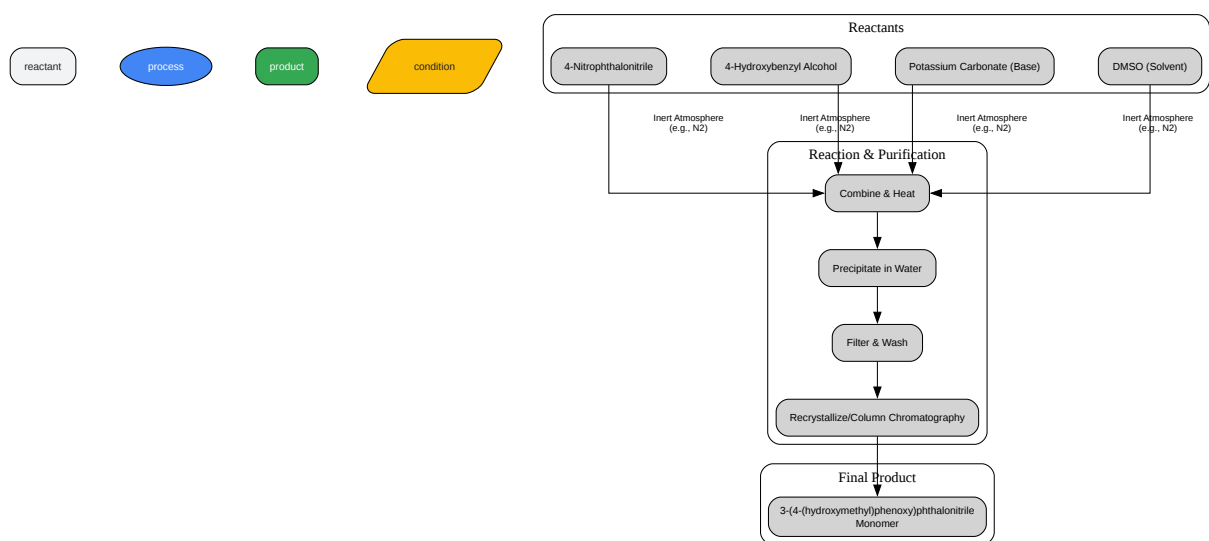 reactant
process
product
condition
Reactants
4-Nitrophthalonitrile
4-Hydroxybenzyl Alcohol
Potassium Carbonate (Base)
DMSO (Solvent)
Inert Atmosphere
(e.g., N2)
Inert Atmosphere
(e.g., N2)
Inert Atmosphere
(e.g., N2)
Inert Atmosphere
(e.g., N2)
Reaction & Purification
Combine & Heat
Precipitate in Water
Filter & Wash
Recrystallize/Column Chromatography
Final Product
3-(4-(hydroxymethyl)phenoxy)phthalonitrile
Monomer